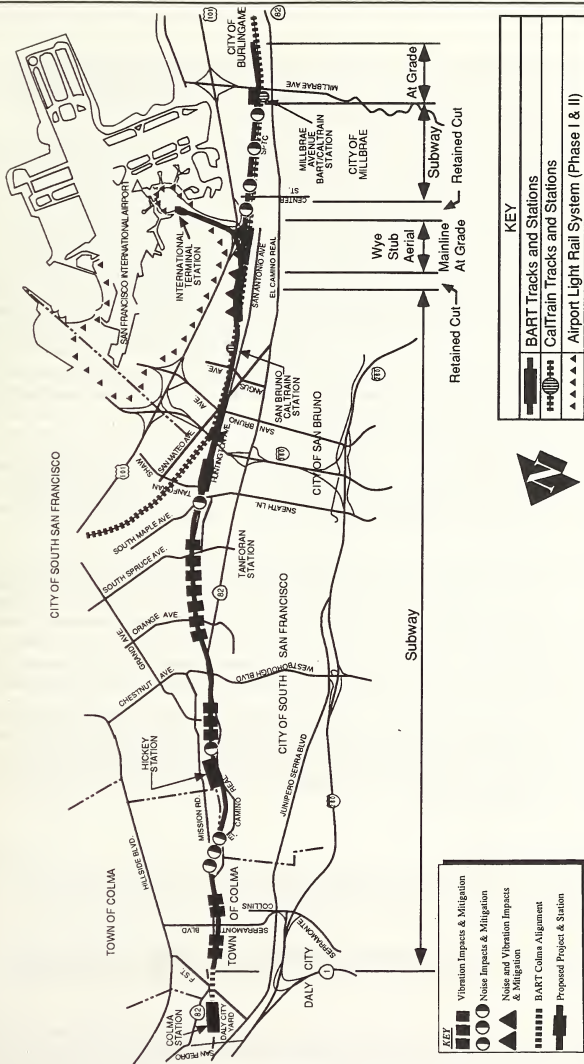 CITY OF SOUTH SAN FRANCISCO
TOWN OF COLMA
HILLSIDE BLVD.
COLMA
STATION
82
DALY CITY
YARD
SAN PEDRO
F ST.
SERRAMONT
BLVD
TOWN OF COLMA
COLLINS
SERRAMONTE
DALY CITY
1
MISSION RD.
HICKEY
STATION
EL
CAMINO
REAL
JUNIPERO SERRA BLVD
CHESTNUT AVE.
WESTBOROUGH BLVD
CITY OF SOUTH SAN FRANCISCO
GRAND AVE
ORANGE AVE
SOUTH SPRUCE AVE.
SOUTH MAPLE AVE.
TANFORAN
STATION
82
SNEATH LN.
TANFORAN
SHAW
SAN MATEO AVE.
AVE
HUNTINGTON AVE
SAN BRUNO
ANGUS
AVE
SAN BRUNO
CALTRAIN
STATION
CITY OF SAN BRUNO
101
SAN FRANCISCO INTERNATIONAL AIRPORT
INTERNATIONAL
TERMINAL
STATION
SAN ANTONIO AVE
EL CAMINO REAL
CENTER
ST.
SPTC
MILLBRAE
AVENUE
BART/CALTRAIN
STATION
CITY OF
MILLBRAE
MILLBRAE AVE
101
CITY OF
BURLINGAME
82
Subway
Retained Cut
Wye
Stub
Aerial
Mainline
At Grade
Retained Cut
Subway
At Grade
KEY
Vibration Impacts & Mitigation
Noise Impacts & Mitigation
Noise and Vibration Impacts
& Mitigation
BART Colma Alignment
Proposed Project & Station
N
KEY
BART Tracks and Stations
CalTrain Tracks and Stations
Airport Light Rail System (Phase I & II)